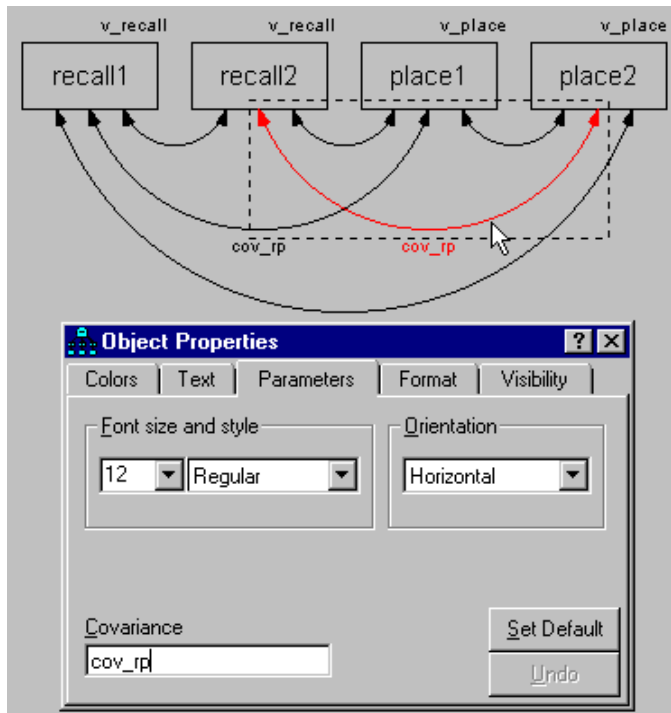 v_recall v_recall v_place v_place
recall1 recall2 place1 place2
cov_rp cov_rp
Object Properties
Colors Text Parameters Format Visibility
Font size and style Orientation
12 Regular Horizontal
Covariance Set Default
cov_rp Undo